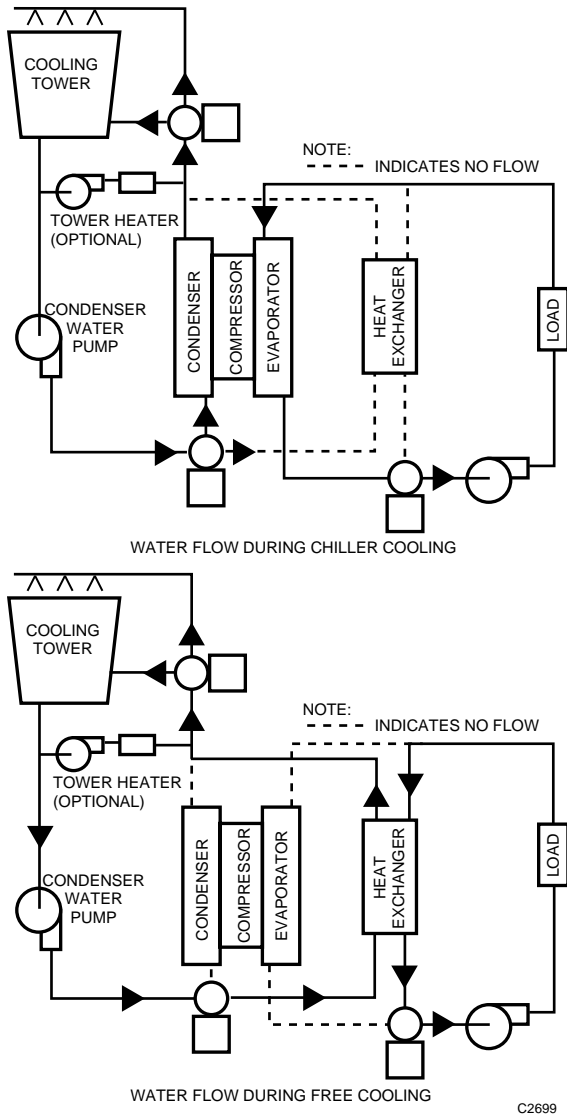 COOLING
TOWER
NOTE:
INDICATES NO FLOW
TOWER HEATER
(OPTIONAL)
CONDENSER
WATER
PUMP
CONDENSER
COMPRESSOR
EVAPORATOR
HEAT
EXCHANGER
LOAD
WATER FLOW DURING CHILLER COOLING
COOLING
TOWER
NOTE:
INDICATES NO FLOW
TOWER HEATER
(OPTIONAL)
CONDENSER
WATER
PUMP
CONDENSER
COMPRESSOR
EVAPORATOR
HEAT
EXCHANGER
LOAD
WATER FLOW DURING FREE COOLING
C2699